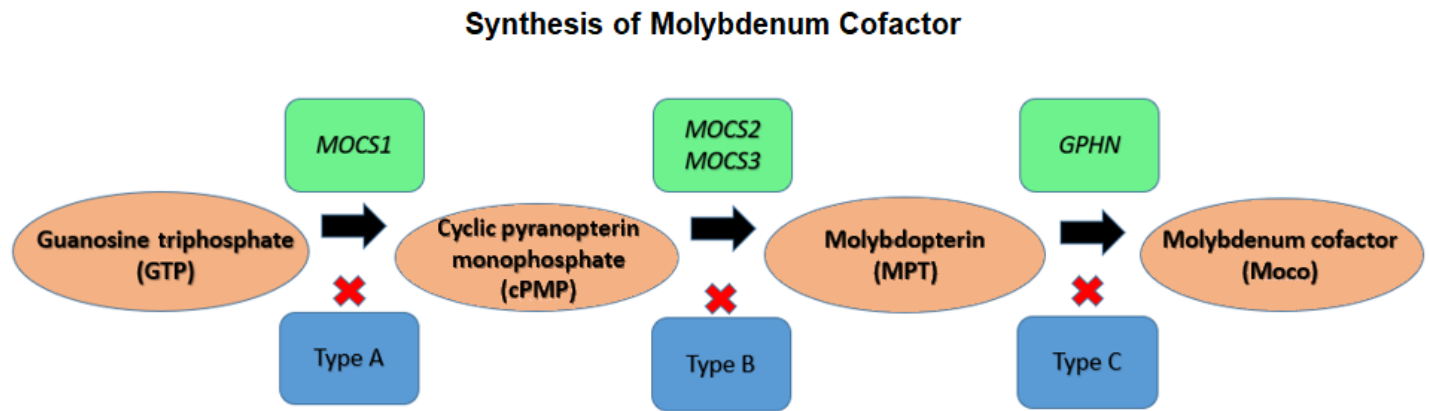 Synthesis of Molybdenum Cofactor
MOCS1
MOCS2
MOCS3
GPHN
Guanosine triphosphate
(GTP)
Cyclic pyranopterin
monophosphate
(cPMP)
Molybdopterin
(MPT)
Molybdenum cofactor
(Moco)
Type A
Type B
Type C